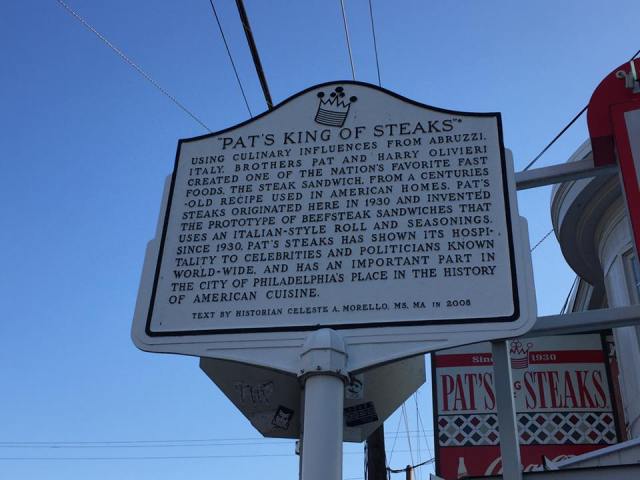 "PAT'S KING OF STEAKS"®
USING CULINARY INFLUENCES FROM ABRUZZI,
ITALY, BROTHERS PAT AND HARRY OLIVIERI
CREATED ONE OF THE NATION'S FAVORITE FAST
FOODS, THE STEAK SANDWICH, FROM A CENTURIES
-OLD RECIPE USED IN AMERICAN HOMES. PAT'S
STEAKS ORIGINATED HERE IN 1930 AND INVENTED
THE PROTOTYPE OF BEEFSTEAK SANDWICHES THAT
USES AN ITALIAN-STYLE ROLL AND SEASONINGS.
SINCE 1930, PAT'S STEAKS HAS SHOWN ITS HOSPI-
TALITY TO CELEBRITIES AND POLITICIANS KNOWN
WORLD-WIDE, AND HAS AN IMPORTANT PART IN
THE CITY OF PHILADELPHIA'S PLACE IN THE HISTORY
OF AMERICAN CUISINE.
TEXT BY HISTORIAN CELESTE A. MORELLO, MS, MA IN 2008
1930
PAT'S STEAKS